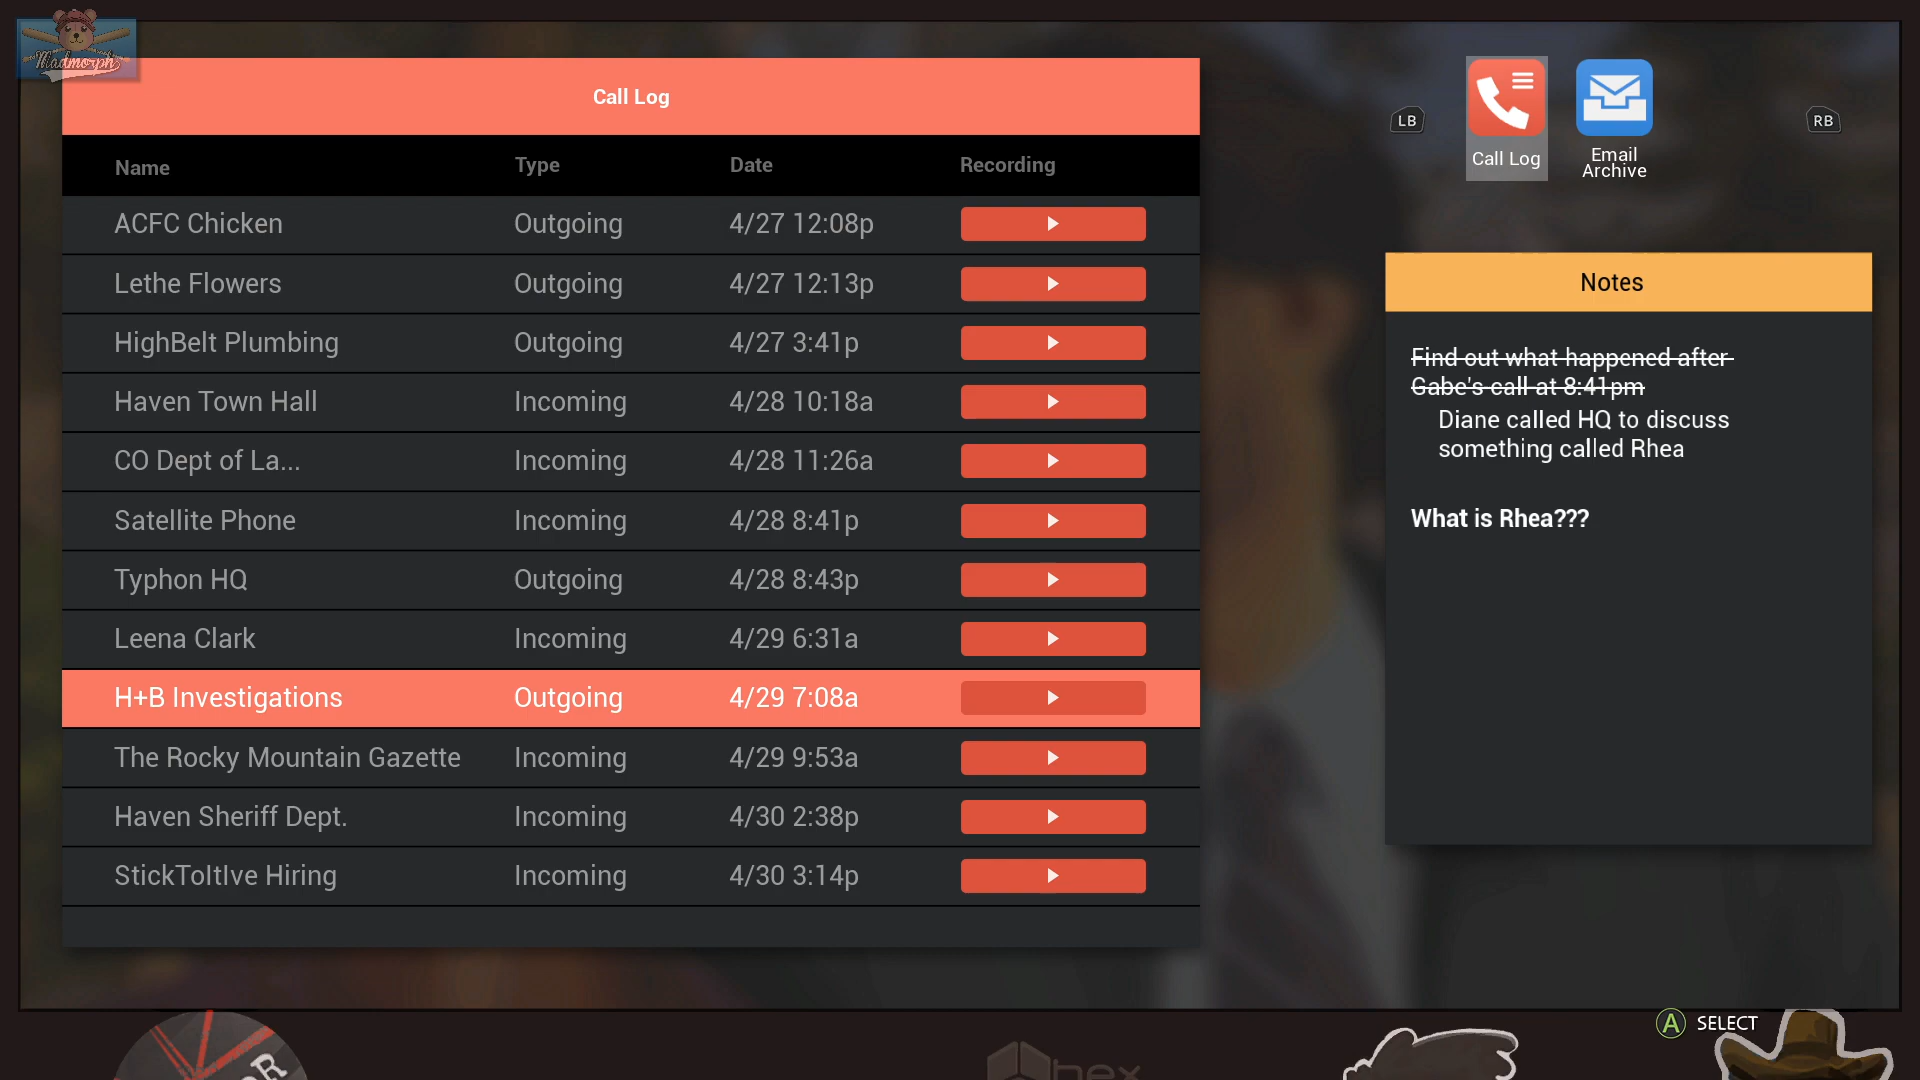 Madmorph
Call Log
Name Type Date Recording
ACFC Chicken Outgoing 4/27 12:08p
Lethe Flowers Outgoing 4/27 12:13p
HighBelt Plumbing Outgoing 4/27 3:41p
Haven Town Hall Incoming 4/28 10:18a
CO Dept of La... Incoming 4/28 11:26a
Satellite Phone Incoming 4/28 8:41p
Typhon HQ Outgoing 4/28 8:43p
Leena Clark Incoming 4/29 6:31a
H+B Investigations Outgoing 4/29 7:08a
The Rocky Mountain Gazette Incoming 4/29 9:53a
Haven Sheriff Dept. Incoming 4/30 2:38p
StickToItIve Hiring Incoming 4/30 3:14p
LB
Call Log
Email
Archive
RB
Notes
Find out what happened after
Gabe's call at 8:41pm
Diane called HQ to discuss
something called Rhea
What is Rhea???
A SELECT
hex